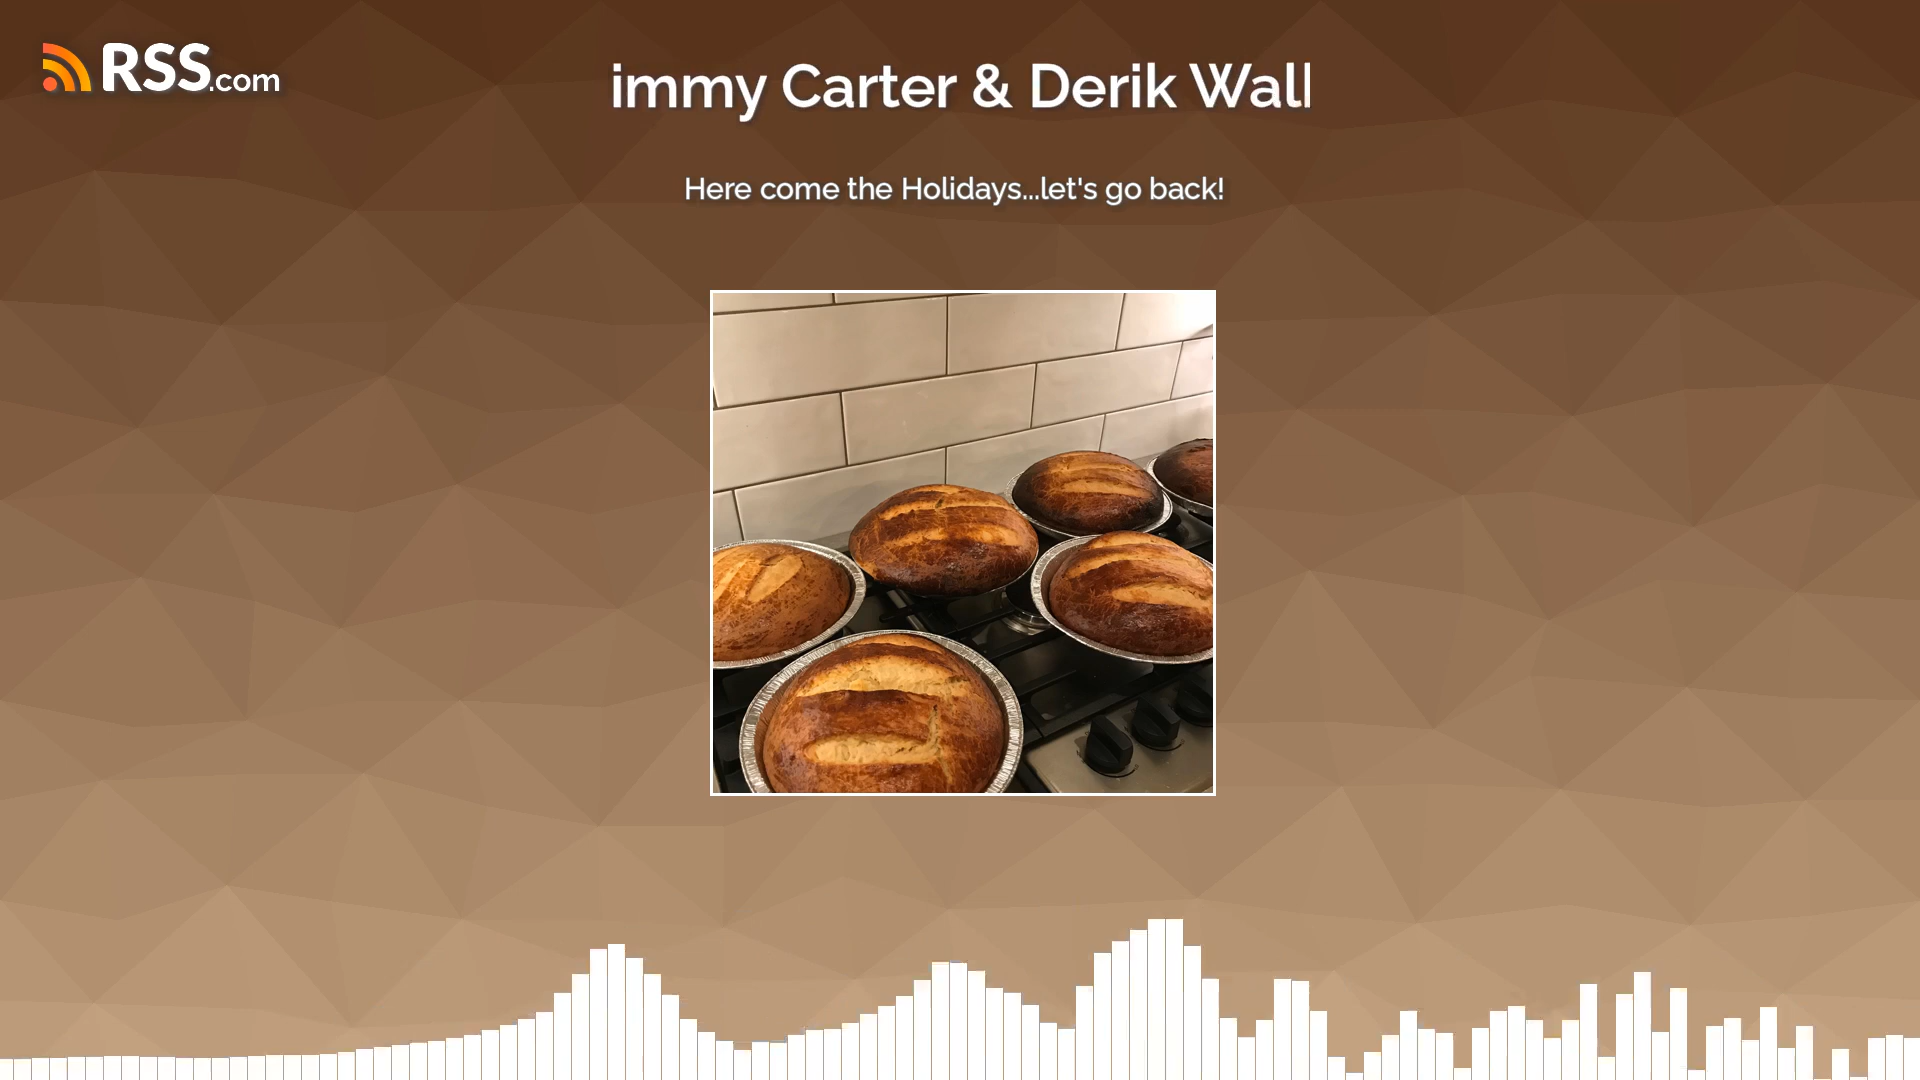 RSS.com
immy Carter & Derik Wall
Here come the Holidays...let's go back!